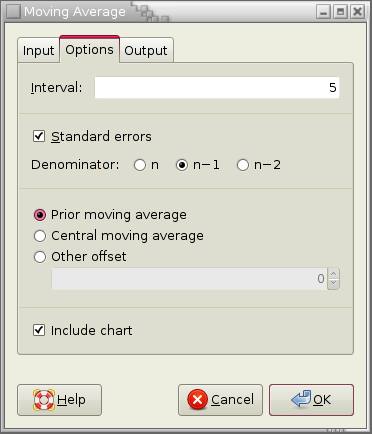 Moving Average
Input Options Output
Interval: 5
Standard errors
Denominator: n n−1 n−2
Prior moving average
Central moving average
Other offset
0
Include chart
Help Cancel OK